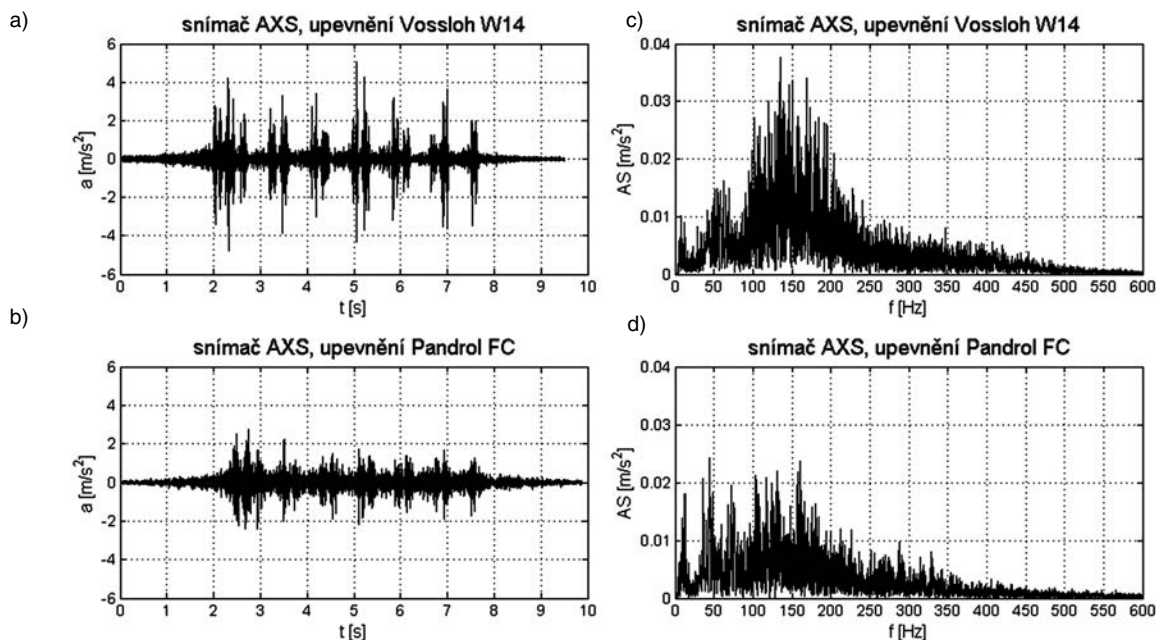 a)
snímač AXS, upevnění Vossloh W14
6
4
2
0
-2
-4
-6
a [m/s²]
0 1 2 3 4 5 6 7 8 9 10
t [s]
b)
snímač AXS, upevnění Pandrol FC
6
4
2
0
-2
-4
-6
a [m/s²]
0 1 2 3 4 5 6 7 8 9 10
t [s]
c)
snímač AXS, upevnění Vossloh W14
0.04
0.03
0.02
0.01
0
AS [m/s²]
0 50 100 150 200 250 300 350 400 450 500 550 600
f [Hz]
d)
snímač AXS, upevnění Pandrol FC
0.04
0.03
0.02
0.01
0
AS [m/s²]
0 50 100 150 200 250 300 350 400 450 500 550 600
f [Hz]